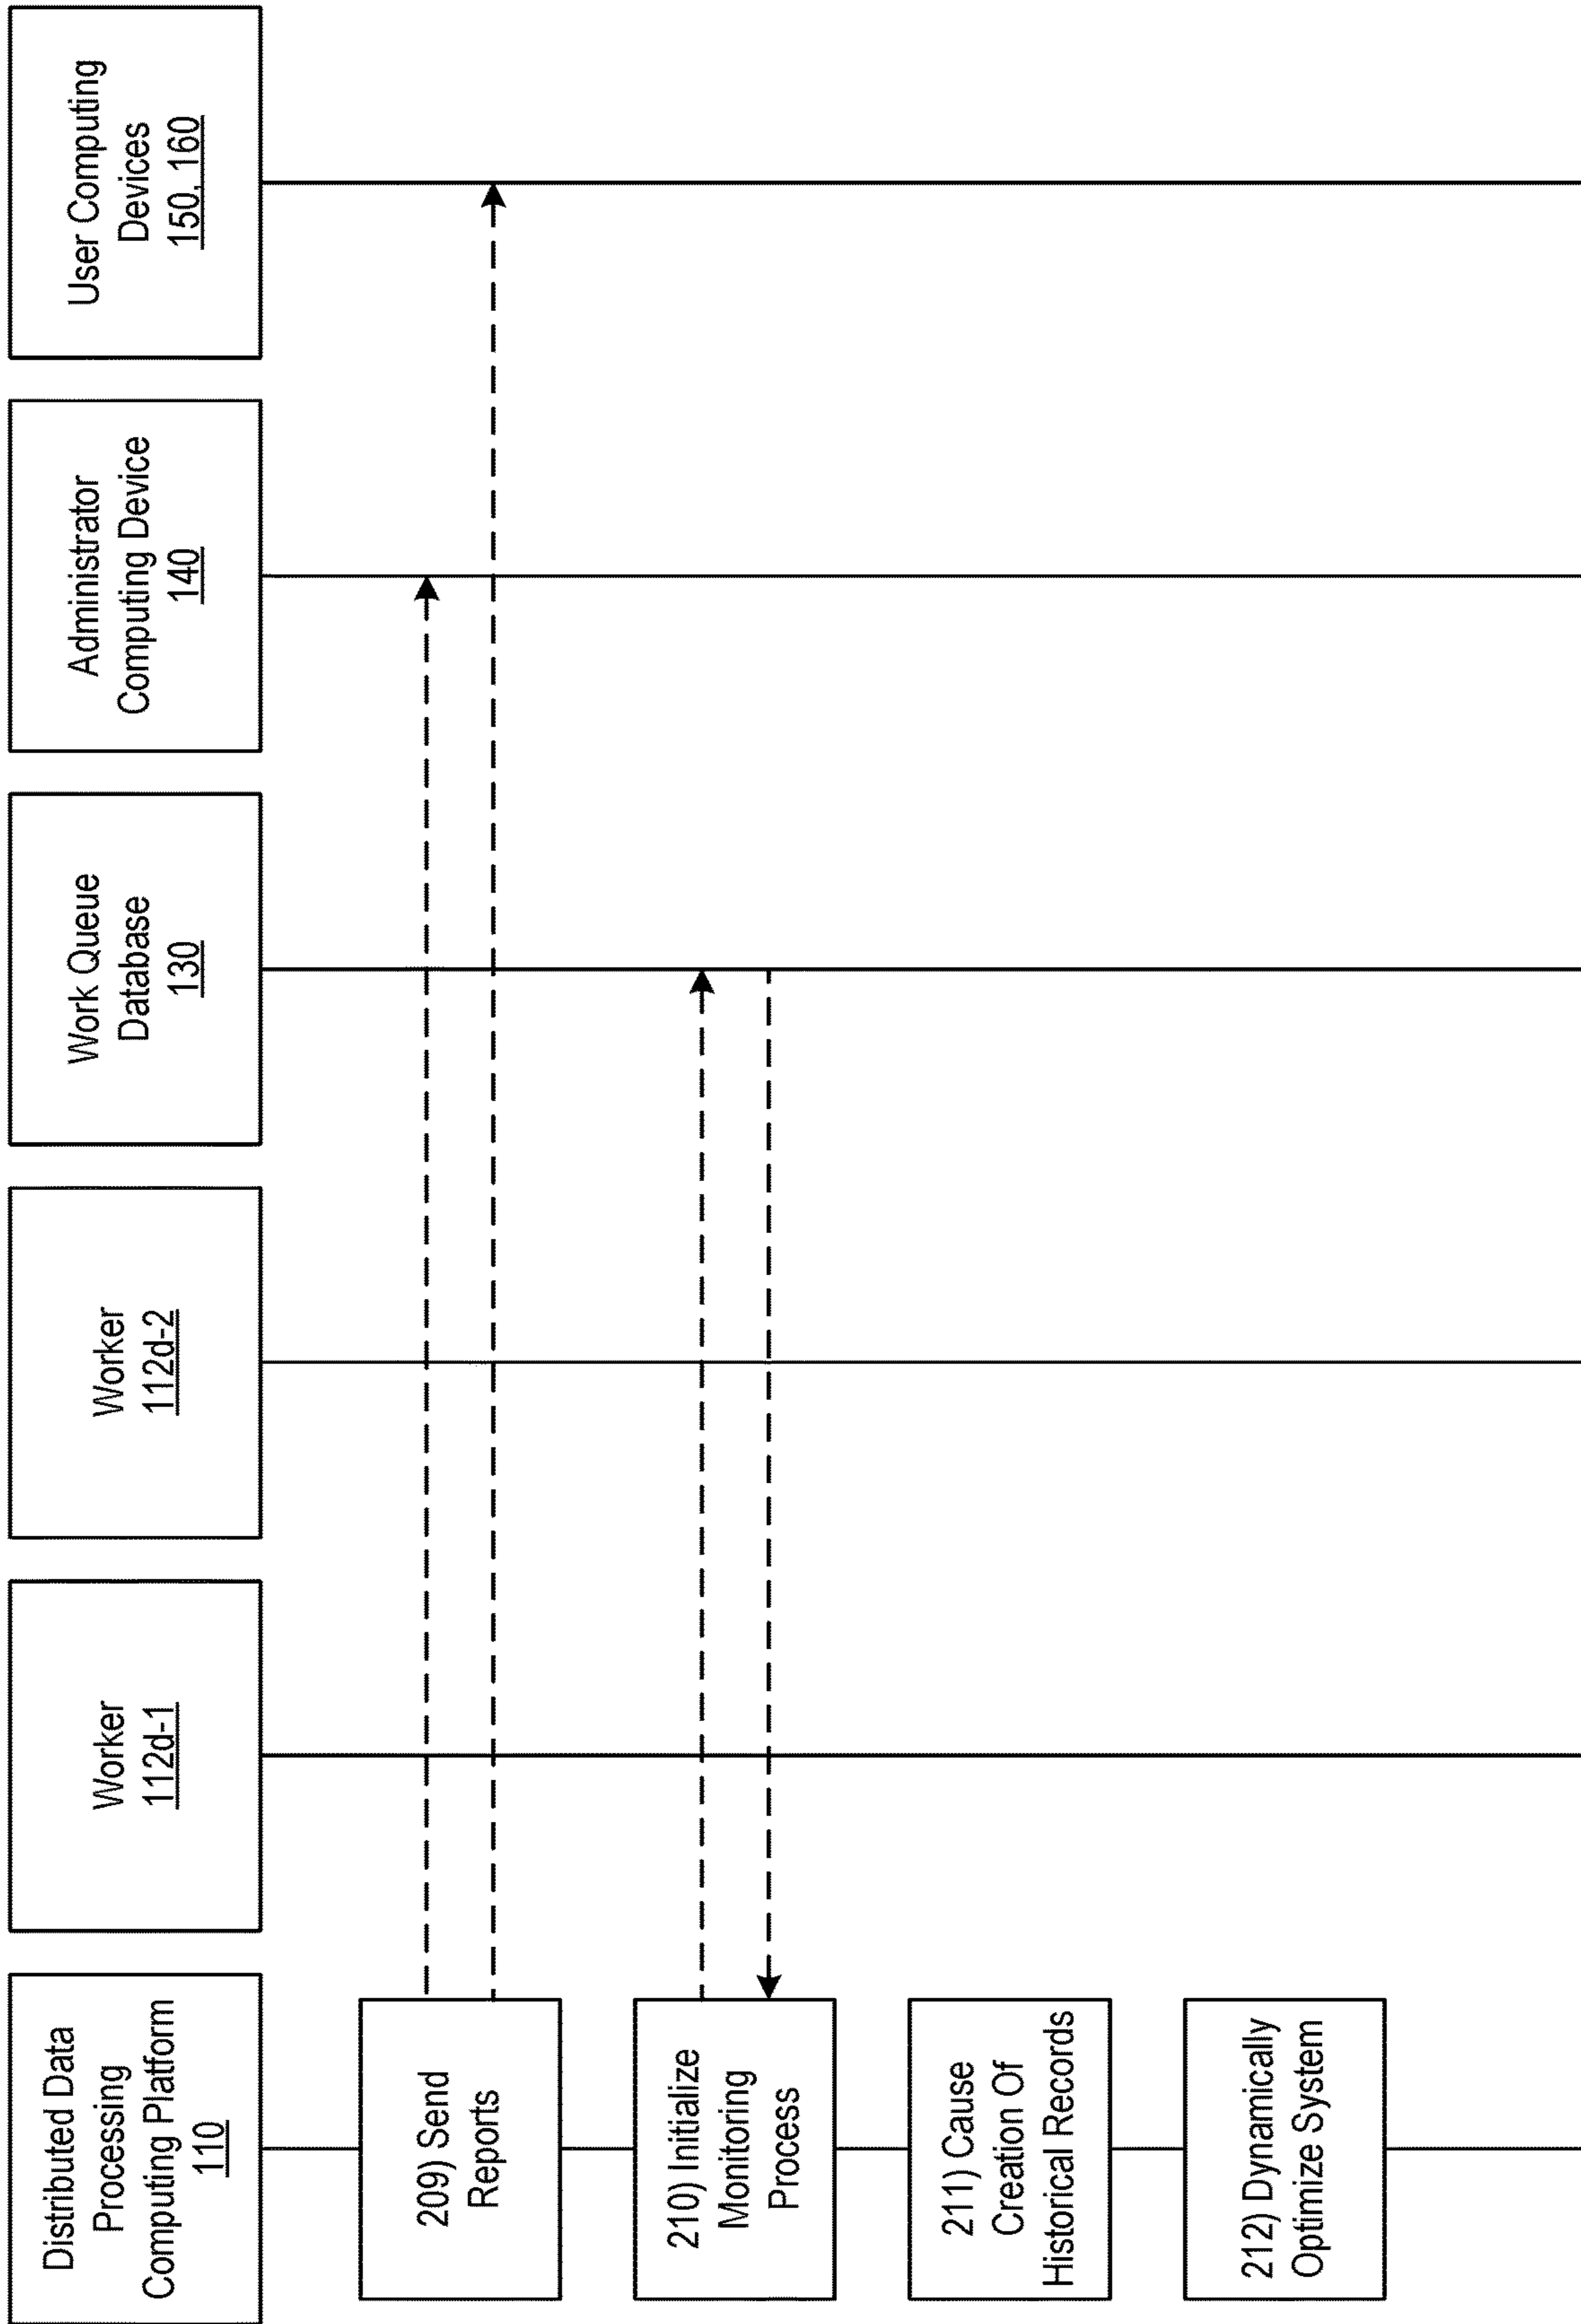 Distributed Data
Processing
Computing Platform
110
Worker
112d-1
Worker
112d-2
Work Queue
Database
130
Administrator
Computing Device
140
User Computing
Devices
150, 160
209) Send
Reports
210) Initialize
Monitoring
Process
211) Cause
Creation Of
Historical Records
212) Dynamically
Optimize System